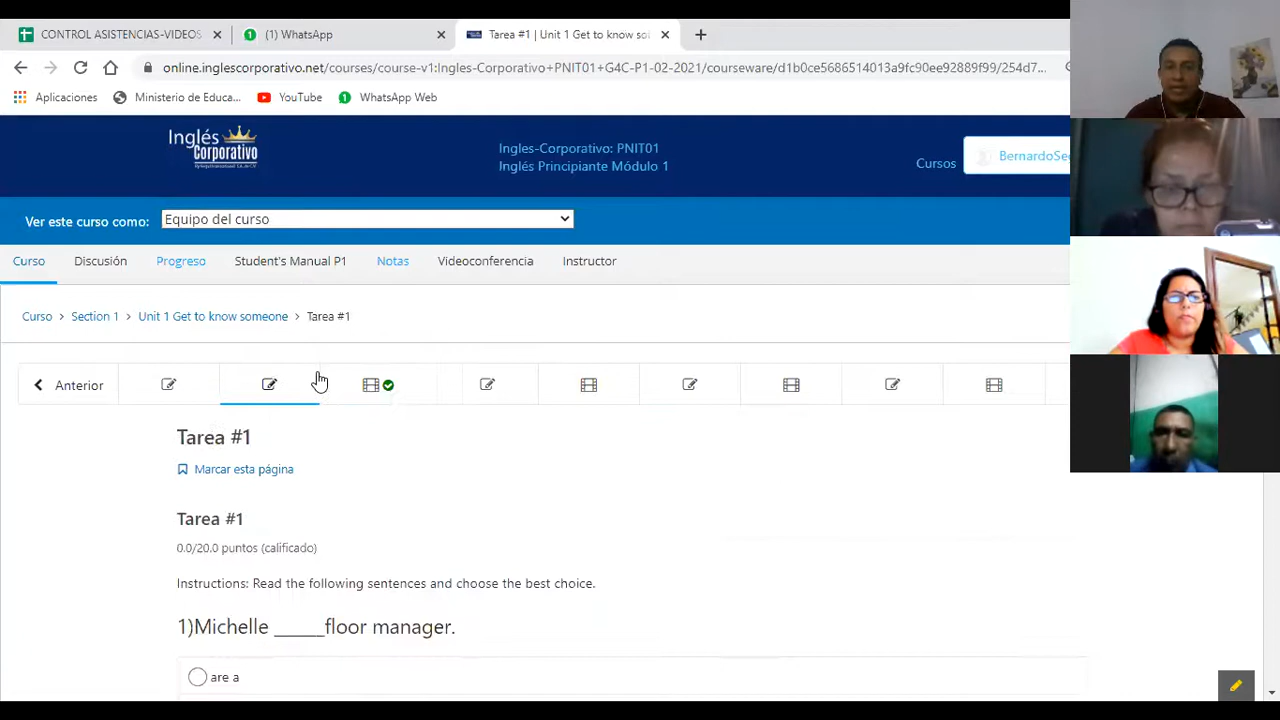 CONTROL ASISTENCIAS-VIDEOS
(1) WhatsApp
Tarea #1 | Unit 1 Get to know so
online.inglescorporativo.net/courses/course-v1:Ingles-Corporativo+PNIT01+G4C-P1-02-2021/courseware/d1b0ce5686514013a9fc90ee92889f99/254d7...
Aplicaciones
Ministerio de Educa...
YouTube
WhatsApp Web
Inglés
Corporativo
Ingles-Corporativo: PNIT01
Inglés Principiante Módulo 1
Cursos
BernardoSe
Ver este curso como:
Equipo del curso
Curso
Discusión
Progreso
Student's Manual P1
Notas
Videoconferencia
Instructor
Curso > Section 1 > Unit 1 Get to know someone > Tarea #1
Anterior
Tarea #1
Marcar esta página
Tarea #1
0.0/20.0 puntos (calificado)
Instructions: Read the following sentences and choose the best choice.
1)Michelle _____floor manager.
are a